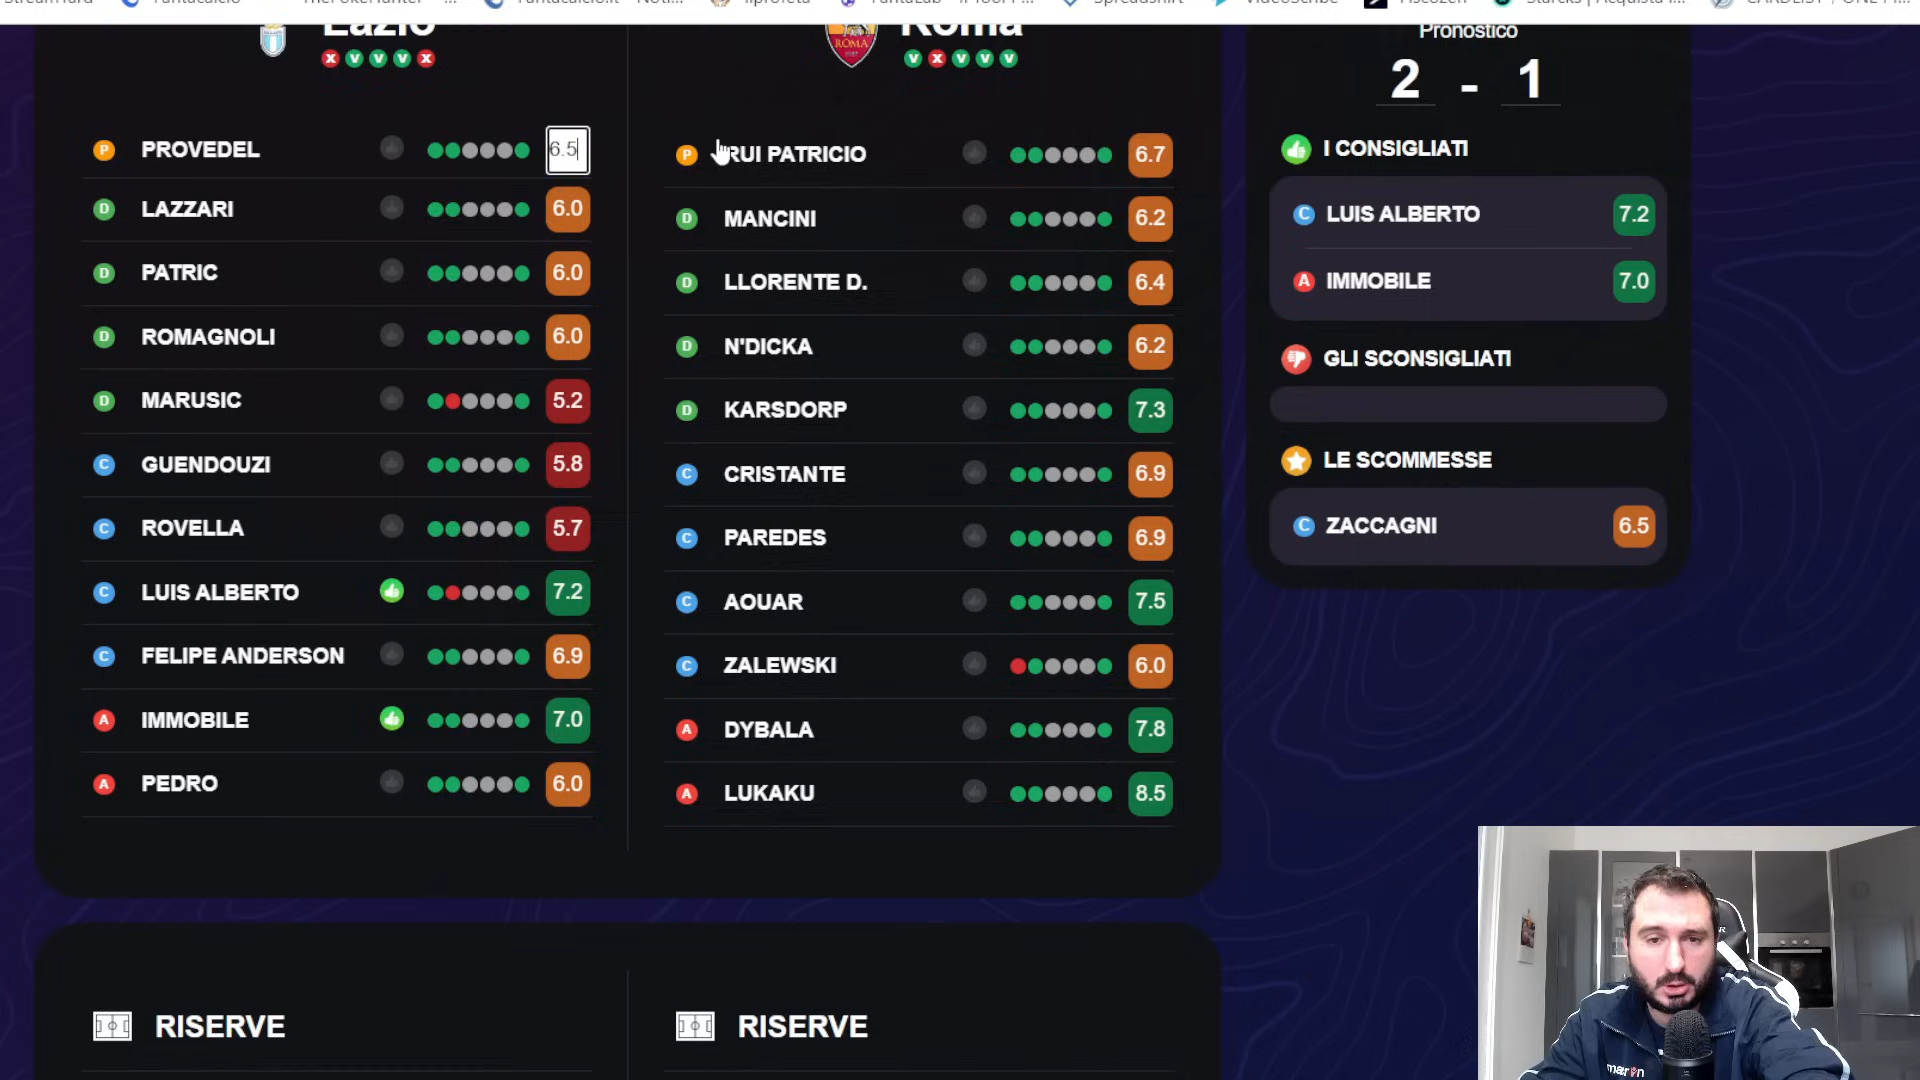 Fantacalcio
Lazio
X V V V X
Roma
ROMA
V X V V V
Pronostico
2 - 1
P PROVEDEL 6.5
D LAZZARI 6.0
D PATRIC 6.0
D ROMAGNOLI 6.0
D MARUSIC 5.2
C GUENDOUZI 5.8
C ROVELLA 5.7
C LUIS ALBERTO 7.2
C FELIPE ANDERSON 6.9
A IMMOBILE 7.0
A PEDRO 6.0
P RUI PATRICIO 6.7
D MANCINI 6.2
D LLORENTE D. 6.4
D N'DICKA 6.2
D KARSDORP 7.3
C CRISTANTE 6.9
C PAREDES 6.9
C AOUAR 7.5
C ZALEWSKI 6.0
A DYBALA 7.8
A LUKAKU 8.5
I CONSIGLIATI
C LUIS ALBERTO 7.2
A IMMOBILE 7.0
GLI SCONSIGLIATI
LE SCOMMESSE
C ZACCAGNI 6.5
RISERVE
RISERVE